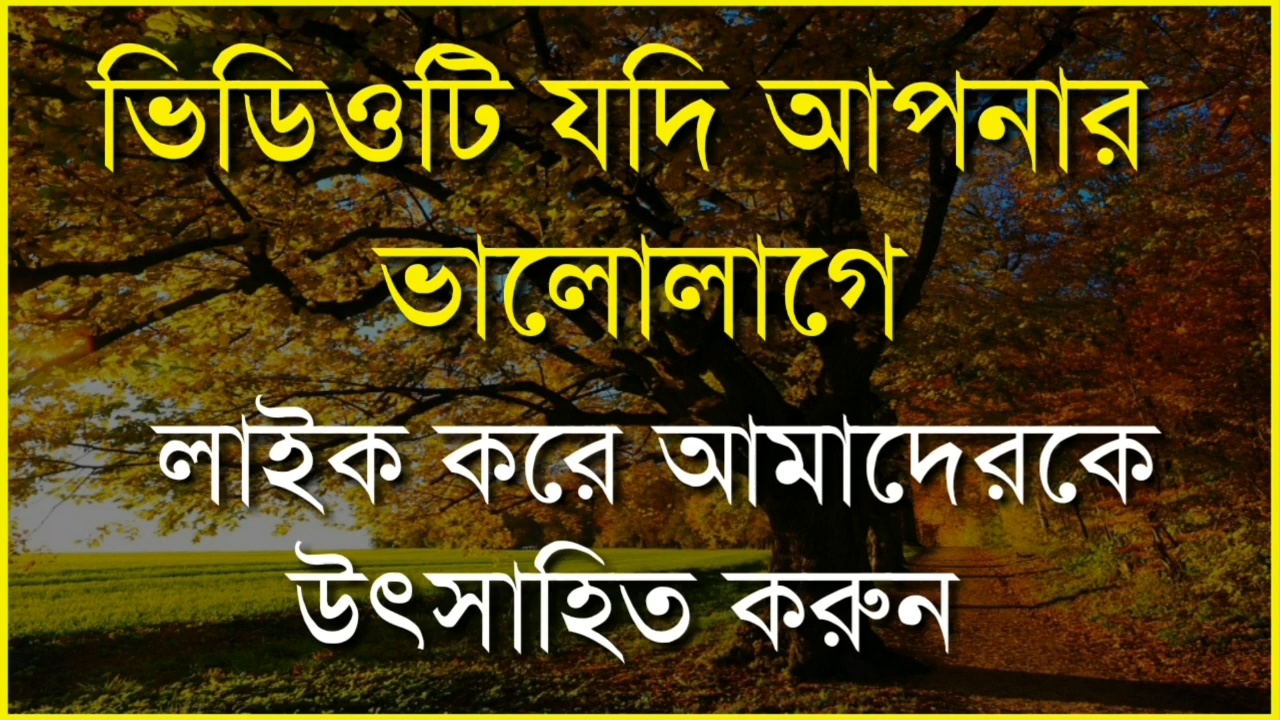 ভিডিওটি যদি আপনার
ভালোলাগে
লাইক করে আমাদেরকে
উৎসাহিত করুন